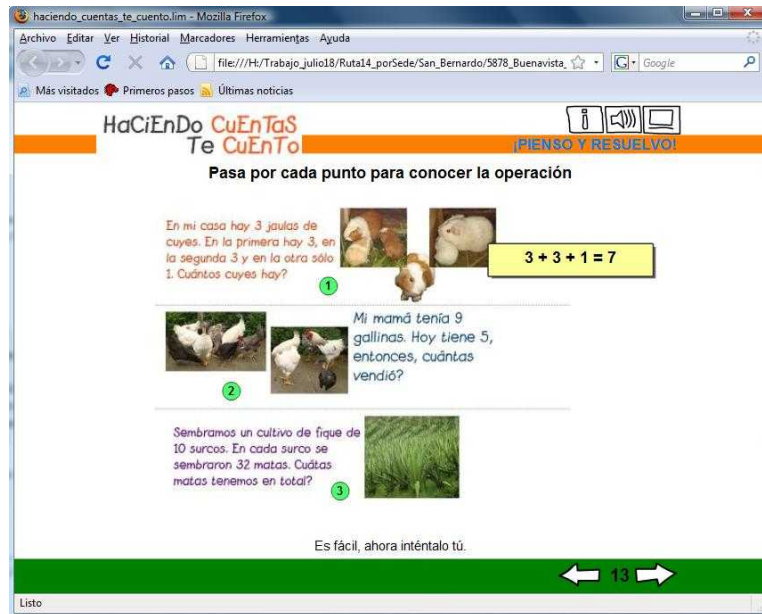 haciendo_cuentas_te_cuento.lim - Mozilla Firefox
Archivo Editar Ver Historial Marcadores Herramientas Ayuda
file:///H:/Trabajo_julio18/Ruta14_porSede/San_Bernardo/5878_Buenavista_
Google
Más visitados Primeros pasos Últimas noticias
HaCiEnDo CuEnTaS
Te CuEnTo
i
¡PIENSO Y RESUELVO!
Pasa por cada punto para conocer la operación
En mi casa hay 3 jaulas de
cuyes. En la primera hay 3, en
la segunda 3 y en la otra sólo
1. Cuántos cuyes hay?
1
3 + 3 + 1 = 7
Mi mamá tenía 9
gallinas. Hoy tiene 5,
entonces, cuántas
vendió?
2
Sembramos un cultivo de fique de
10 surcos. En cada surco se
sembraron 32 matas. Cuátas
matas tenemos en total?
3
Es fácil, ahora inténtalo tú.
13
Listo